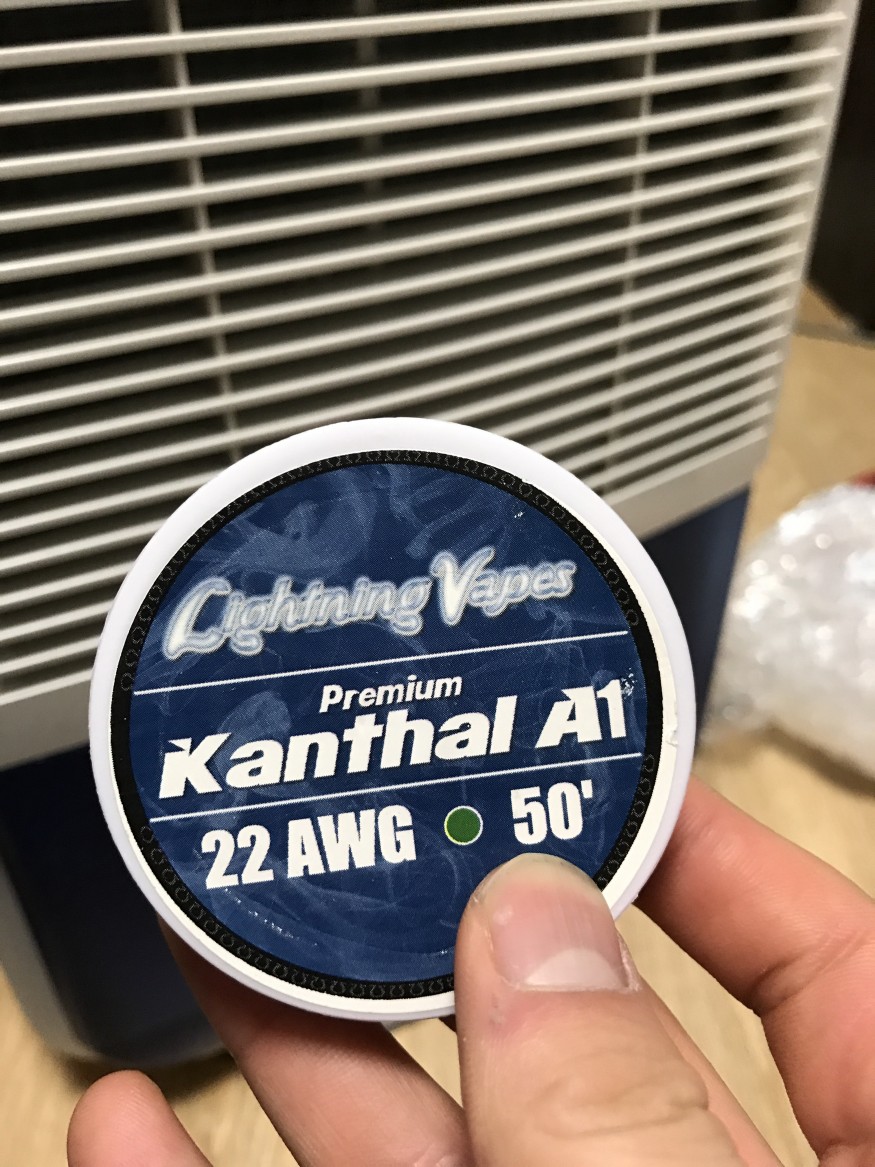 Lightning Vapes
Premium
Kanthal A1
22 AWG 50'